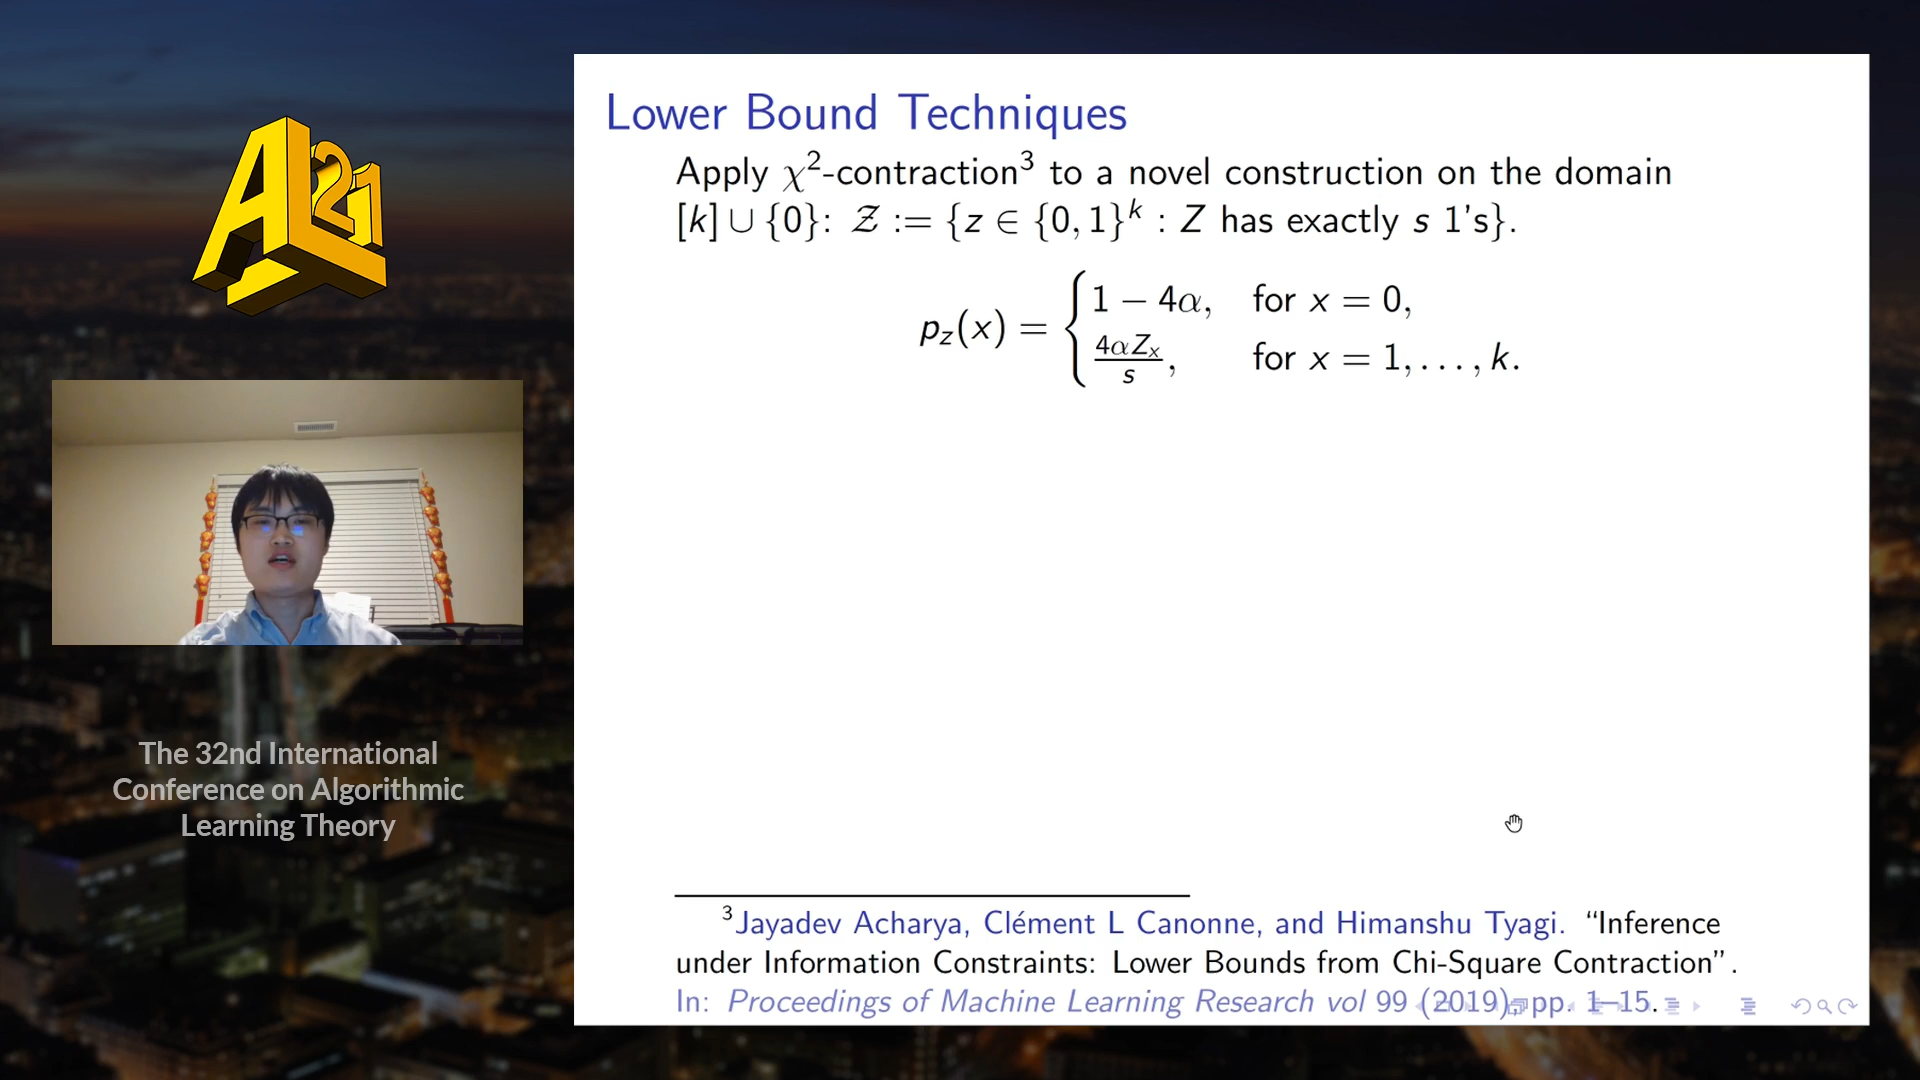 ALT 21
The 32nd International
Conference on Algorithmic
Learning Theory
Lower Bound Techniques
Apply χ²-contraction³ to a novel construction on the domain
[k] ∪ {0}: 𝒵 := {z ∈ {0, 1}ᵏ : Z has exactly s 1's}.
p_z(x) = { 1 − 4α, for x = 0,
4αZ_x / s, for x = 1, . . . , k.
³Jayadev Acharya, Clément L Canonne, and Himanshu Tyagi. “Inference
under Information Constraints: Lower Bounds from Chi-Square Contraction”.
In: Proceedings of Machine Learning Research vol 99 (2019), pp. 1–15.